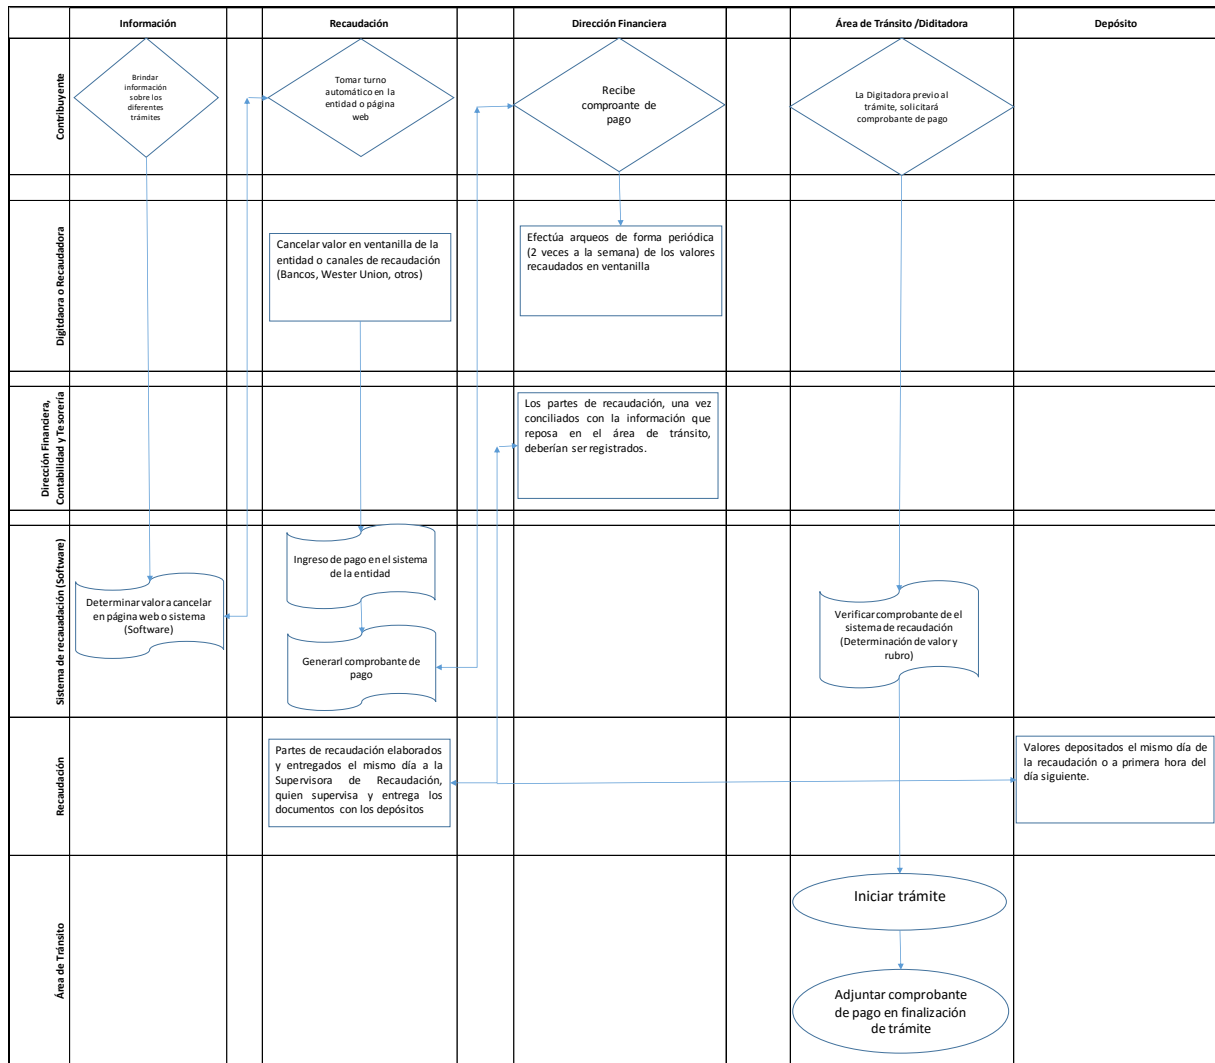 Información
Recaudación
Dirección Financiera
Área de Tránsito /Diditadora
Depósito
Contribuyente
Brindar
información
sobre los
diferentes
trámites
Tomar turno
automático en la
entidad o página
web
Recibe
comproante de
pago
La Digitadora previo al
trámite, solicitará
comprobante de pago
Digitdaora o Recaudadora
Cancelar valor en ventanilla de la
entidad o canales de recaudación
(Bancos, Wester Union, otros)
Efectúa arqueos de forma periódica
(2 veces a la semana) de los valores
recaudados en ventanilla
Dirección Financiera,
Contabilidad y Tesorería
Los partes de recaudación, una vez
conciliados con la información que
reposa en el área de tránsito,
deberían ser registrados.
Sistema de recauadación (Software)
Determinar valor a cancelar
en página web o sistema
(Software)
Ingreso de pago en el sistema
de la entidad
Generarl comprobante de
pago
Verificar comprobante de el
sistema de recaudación
(Determinación de valor y
rubro)
Recaudación
Partes de recaudación elaborados
y entregados el mismo día a la
Supervisora de Recaudación,
quien supervisa y entrega los
documentos con los depósitos
Valores depositados el mismo día de
la recaudación o a primera hora del
día siguiente.
Área de Tránsito
Iniciar trámite
Adjuntar comprobante
de pago en finalización
de trámite